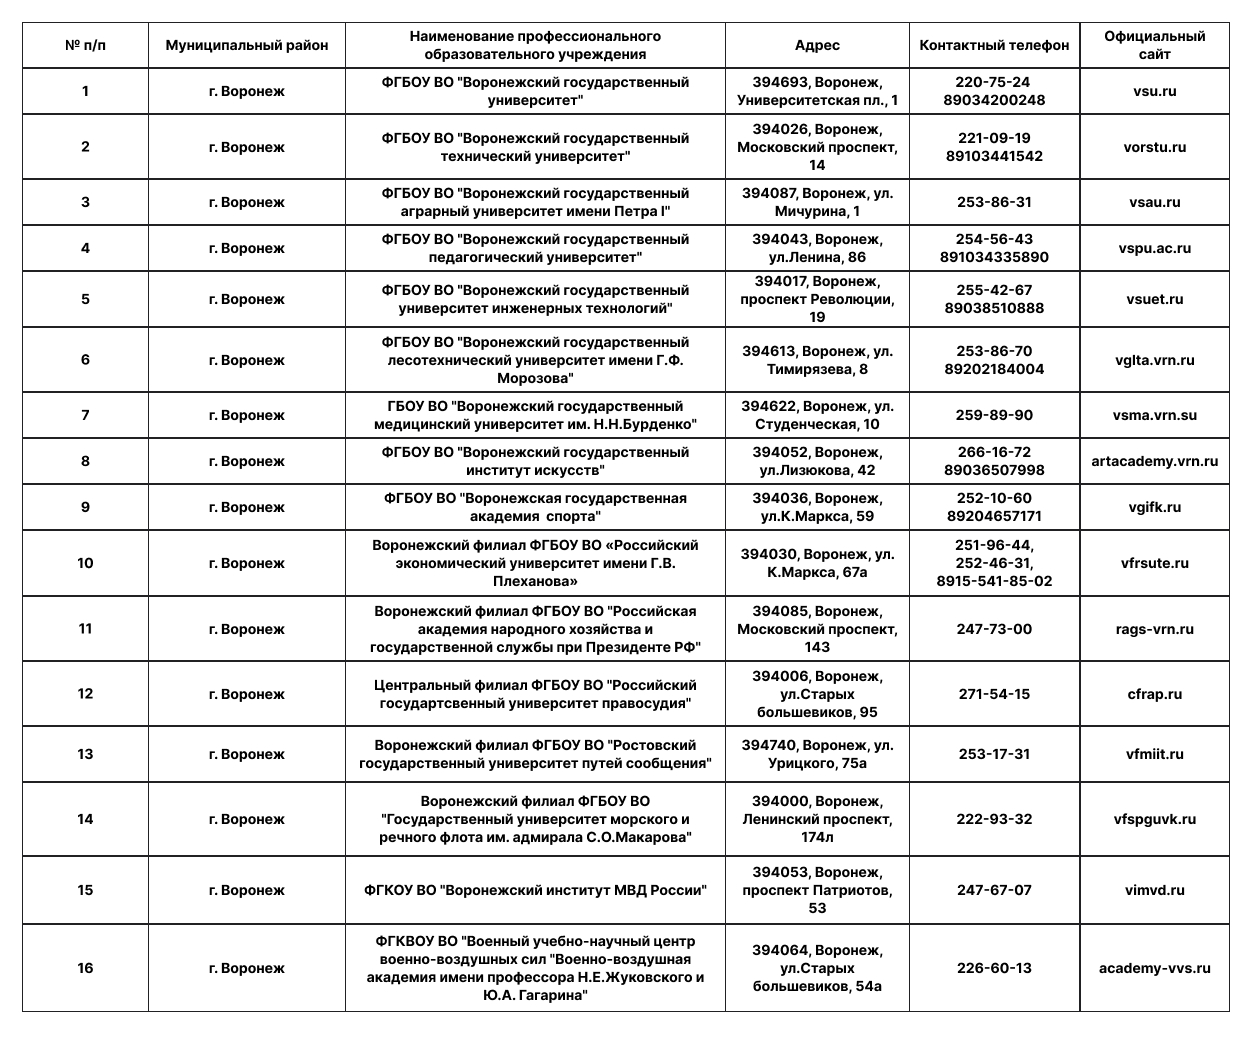 № п/п
Муниципальный район
Наименование профессионального
образовательного учреждения
Адрес
Контактный телефон
Официальный
сайт
1
г. Воронеж
ФГБОУ ВО "Воронежский государственный
университет"
394693, Воронеж,
Университетская пл., 1
220-75-24
89034200248
vsu.ru
2
г. Воронеж
ФГБОУ ВО "Воронежский государственный
технический университет"
394026, Воронеж,
Московский проспект,
14
221-09-19
89103441542
vorstu.ru
3
г. Воронеж
ФГБОУ ВО "Воронежский государственный
аграрный университет имени Петра I"
394087, Воронеж, ул.
Мичурина, 1
253-86-31
vsau.ru
4
г. Воронеж
ФГБОУ ВО "Воронежский государственный
педагогический университет"
394043, Воронеж,
ул.Ленина, 86
254-56-43
891034335890
vspu.ac.ru
5
г. Воронеж
ФГБОУ ВО "Воронежский государственный
университет инженерных технологий"
394017, Воронеж,
проспект Революции,
19
255-42-67
89038510888
vsuet.ru
6
г. Воронеж
ФГБОУ ВО "Воронежский государственный
лесотехнический университет имени Г.Ф.
Морозова"
394613, Воронеж, ул.
Тимирязева, 8
253-86-70
89202184004
vglta.vrn.ru
7
г. Воронеж
ГБОУ ВО "Воронежский государственный
медицинский университет им. Н.Н.Бурденко"
394622, Воронеж, ул.
Студенческая, 10
259-89-90
vsma.vrn.su
8
г. Воронеж
ФГБОУ ВО "Воронежский государственный
институт искусств"
394052, Воронеж,
ул.Лизюкова, 42
266-16-72
89036507998
artacademy.vrn.ru
9
г. Воронеж
ФГБОУ ВО "Воронежская государственная
академия  спорта"
394036, Воронеж,
ул.К.Маркса, 59
252-10-60
89204657171
vgifk.ru
10
г. Воронеж
Воронежский филиал ФГБОУ ВО «Российский
экономический университет имени Г.В.
Плеханова»
394030, Воронеж, ул.
К.Маркса, 67а
251-96-44,
252-46-31,
8915-541-85-02
vfrsute.ru
11
г. Воронеж
Воронежский филиал ФГБОУ ВО "Российская
академия народного хозяйства и
государственной службы при Президенте РФ"
394085, Воронеж,
Московский проспект,
143
247-73-00
rags-vrn.ru
12
г. Воронеж
Центральный филиал ФГБОУ ВО "Российский
государтсвенный университет правосудия"
394006, Воронеж,
ул.Старых
большевиков, 95
271-54-15
cfrap.ru
13
г. Воронеж
Воронежский филиал ФГБОУ ВО "Ростовский
государственный университет путей сообщения"
394740, Воронеж, ул.
Урицкого, 75а
253-17-31
vfmiit.ru
14
г. Воронеж
Воронежский филиал ФГБОУ ВО
"Государственный университет морского и
речного флота им. адмирала С.О.Макарова"
394000, Воронеж,
Ленинский проспект,
174л
222-93-32
vfspguvk.ru
15
г. Воронеж
ФГКОУ ВО "Воронежский институт МВД России"
394053, Воронеж,
проспект Патриотов,
53
247-67-07
vimvd.ru
16
г. Воронеж
ФГКВОУ ВО "Военный учебно-научный центр
военно-воздушных сил "Военно-воздушная
академия имени профессора Н.Е.Жуковского и
Ю.А. Гагарина"
394064, Воронеж,
ул.Старых
большевиков, 54а
226-60-13
academy-vvs.ru